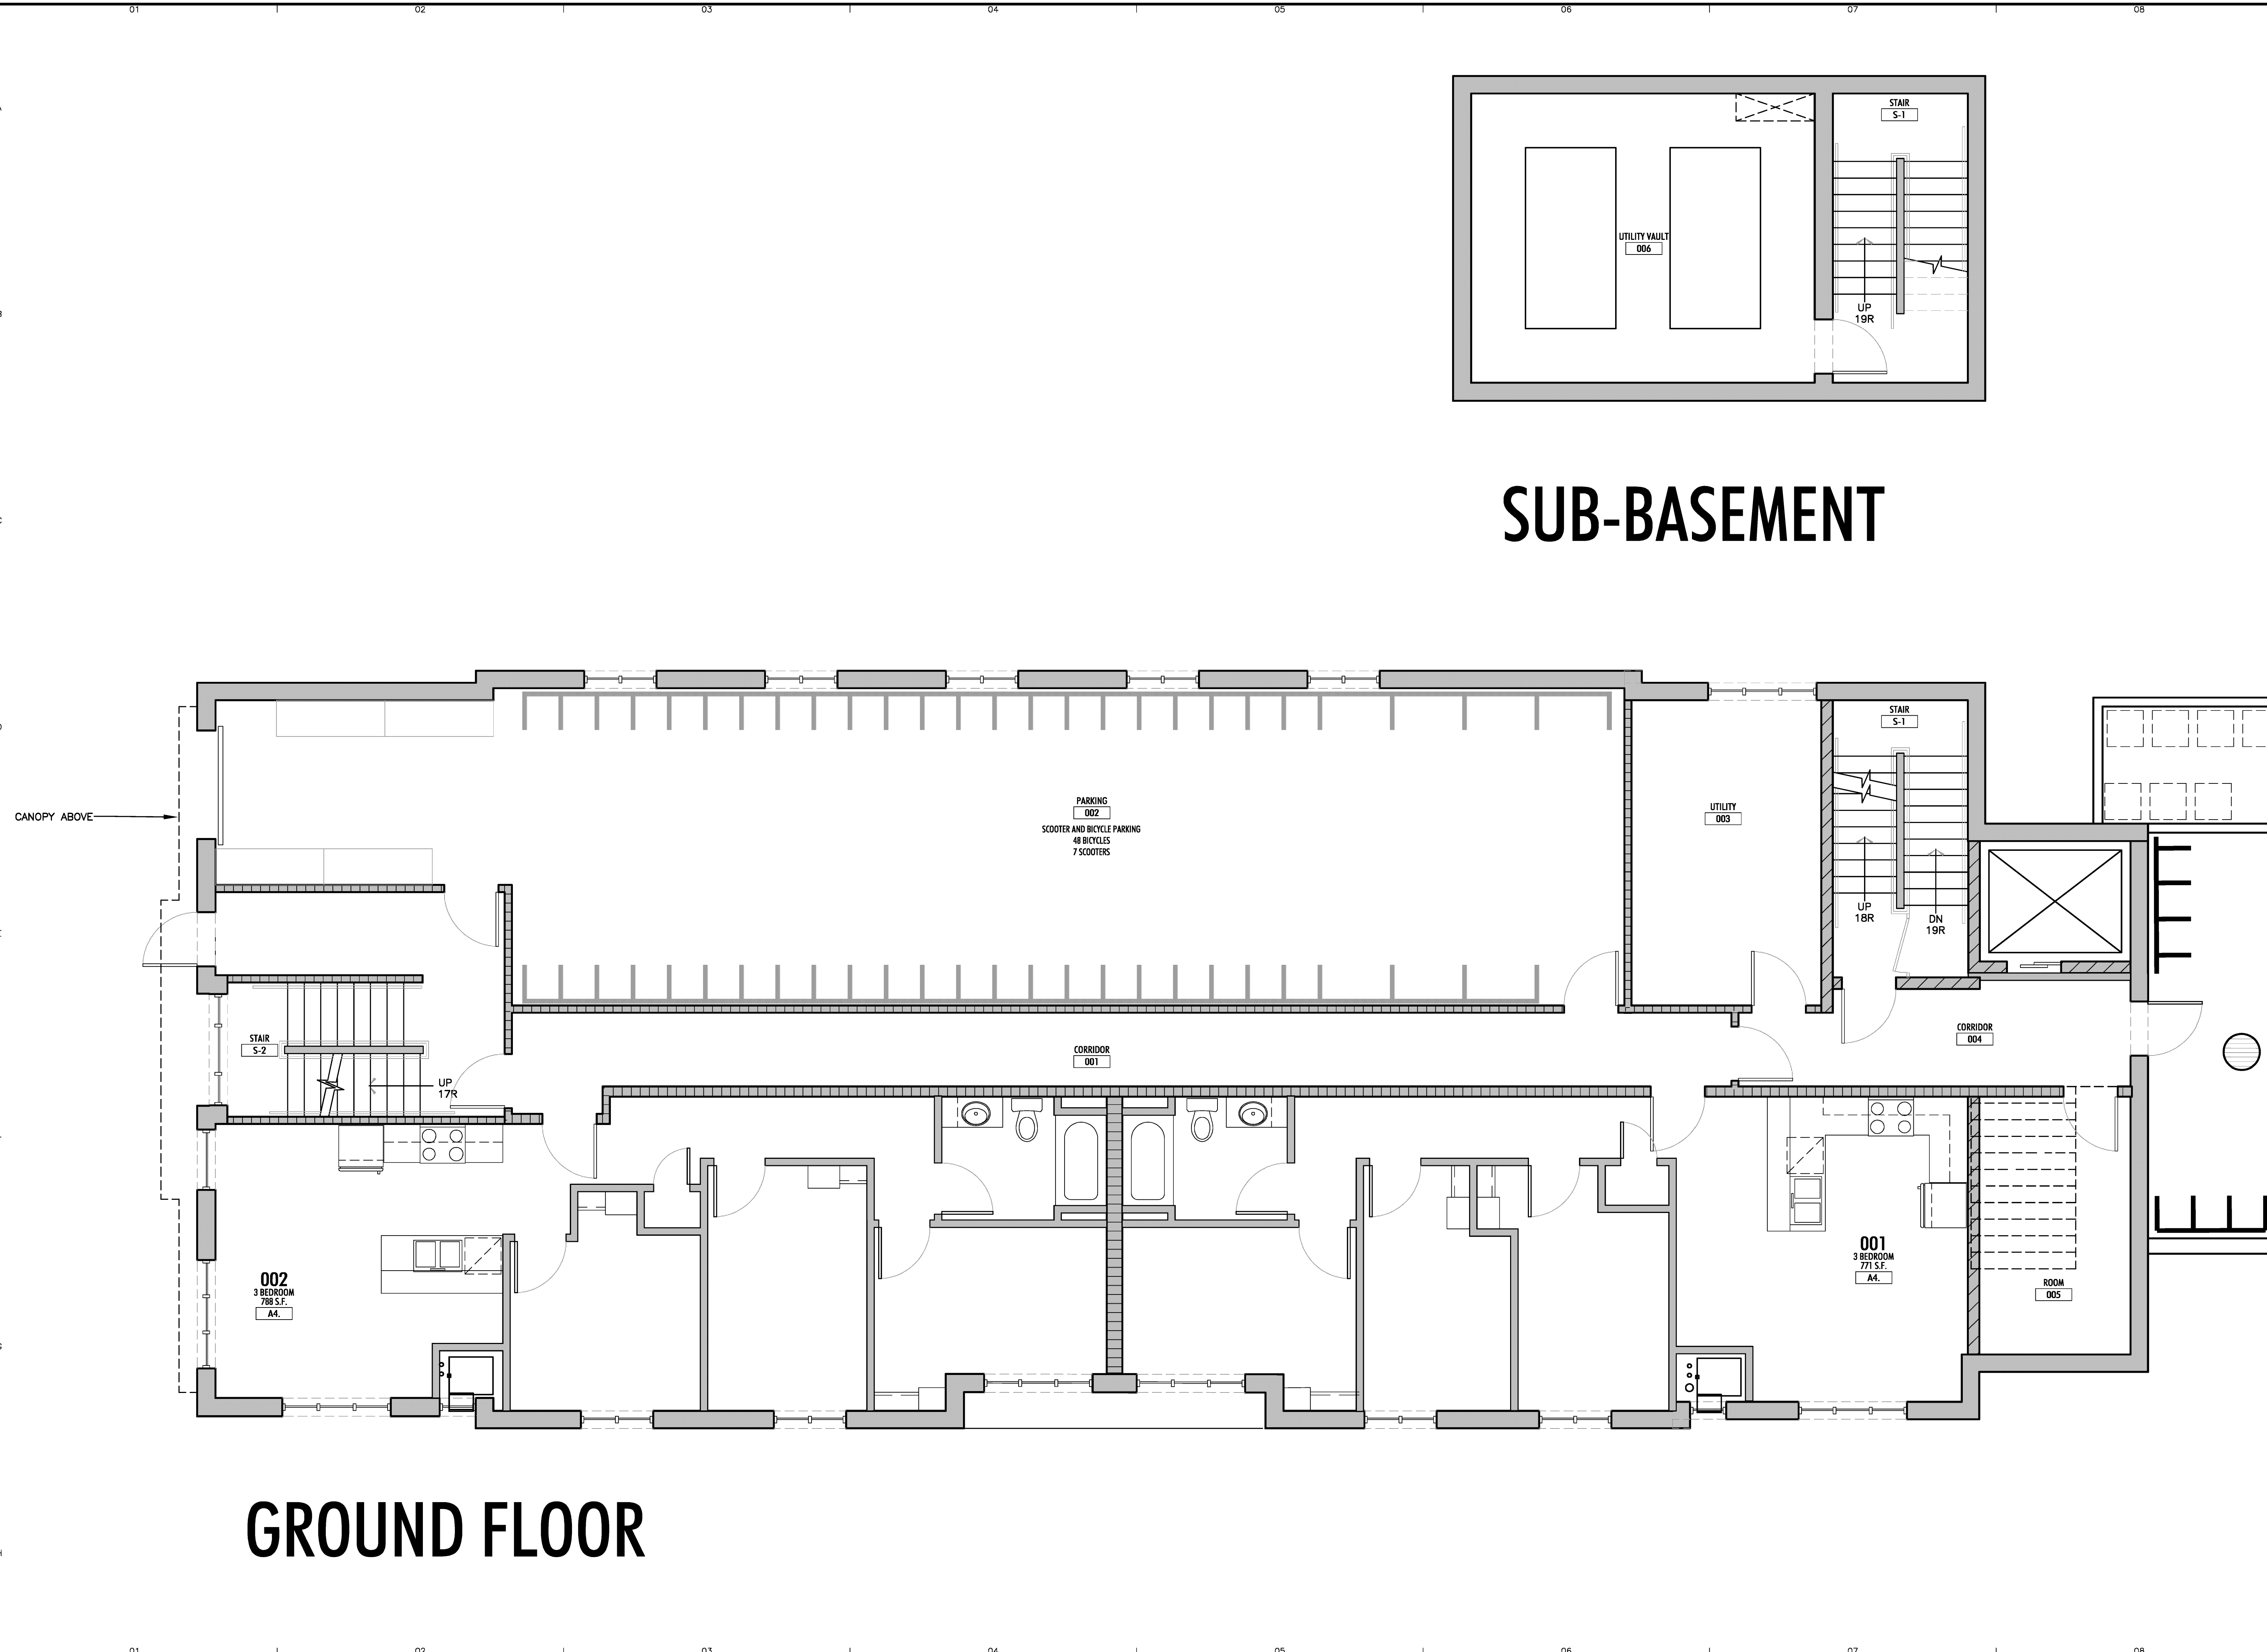 01 02 03 04 05 06 07 08
A
STAIR
S-1
UTILITY VAULT
006
UP
19R
B
C
SUB-BASEMENT
D
STAIR
S-1
CANOPY ABOVE
PARKING
002
SCOOTER AND BICYCLE PARKING
48 BICYCLES
7 SCOOTERS
UTILITY
003
UP
18R
DN
19R
E
STAIR
S-2
CORRIDOR
001
CORRIDOR
004
UP
17R
F
002
3 BEDROOM
788 S.F.
A4.
001
3 BEDROOM
771 S.F.
A4.
ROOM
005
G
GROUND FLOOR
H
01 02 03 04 05 06 07 08